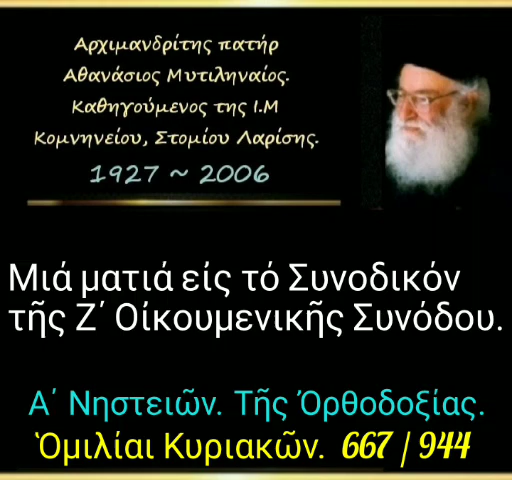 Αρχιμανδρίτης πατήρ
Αθανάσιος Μυτιληναίος.
Καθηγούμενος της Ι.Μ
Κομνηνείου, Στομίου Λαρίσης.
1927 ~ 2006
Μιά ματιά εἰς τό Συνοδικόν
τῆς Ζ΄ Οἰκουμενικῆς Συνόδου.
Α΄ Νηστειῶν. Τῆς Ὀρθοδοξίας.
Ὁμιλίαι Κυριακῶν. 667 / 944